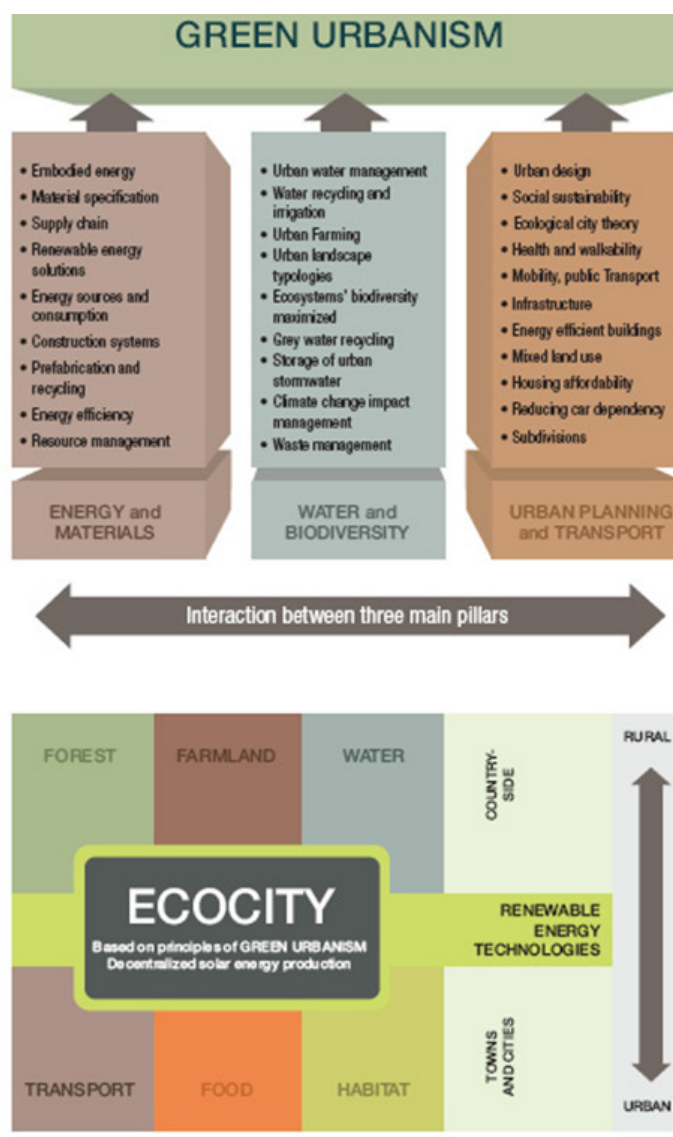 GREEN URBANISM
• Embodied energy
• Material specification
• Supply chain
• Renewable energy
solutions
• Energy sources and
consumption
• Construction systems
• Prefabrication and
recycling
• Energy efficiency
• Resource management
ENERGY and
MATERIALS
• Urban water management
• Water recycling and
irrigation
• Urban Farming
• Urban landscape
typologies
• Ecosystems' biodiversity
maximized
• Grey water recycling
• Storage of urban
stormwater
• Climate change impact
management
• Waste management
WATER and
BIODIVERSITY
• Urban design
• Social sustainability
• Ecological city theory
• Health and walkability
• Mobility, public Transport
• Infrastructure
• Energy efficient buildings
• Mixed land use
• Housing affordability
• Reducing car dependency
• Subdivisions
URBAN PLANNING
and TRANSPORT
Interaction between three main pillars
FOREST
FARMLAND
WATER
COUNTRY-
SIDE
RURAL
ECOCITY
Based on principles of GREEN URBANISM
Decentralized solar energy production
RENEWABLE
ENERGY
TECHNOLOGIES
TRANSPORT
FOOD
HABITAT
TOWNS
AND CITIES
URBAN